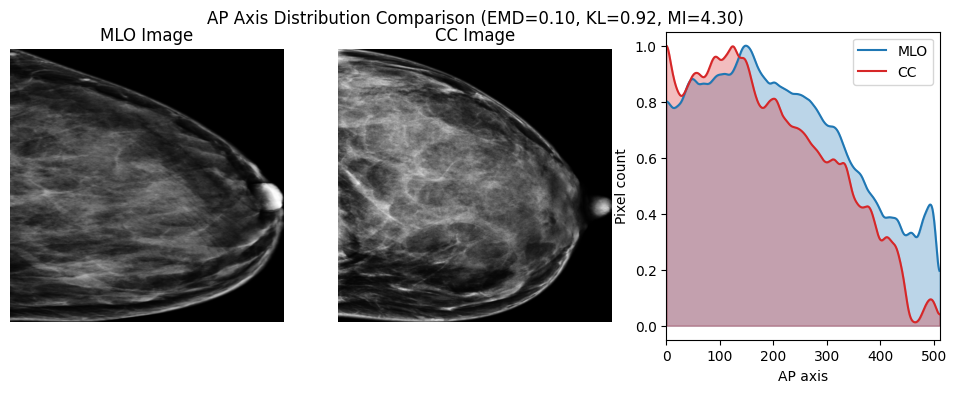 AP Axis Distribution Comparison (EMD=0.10, KL=0.92, MI=4.30)
MLO Image
CC Image
MLO
CC
Pixel count
1.0
0.8
0.6
0.4
0.2
0.0
0 100 200 300 400 500
AP axis